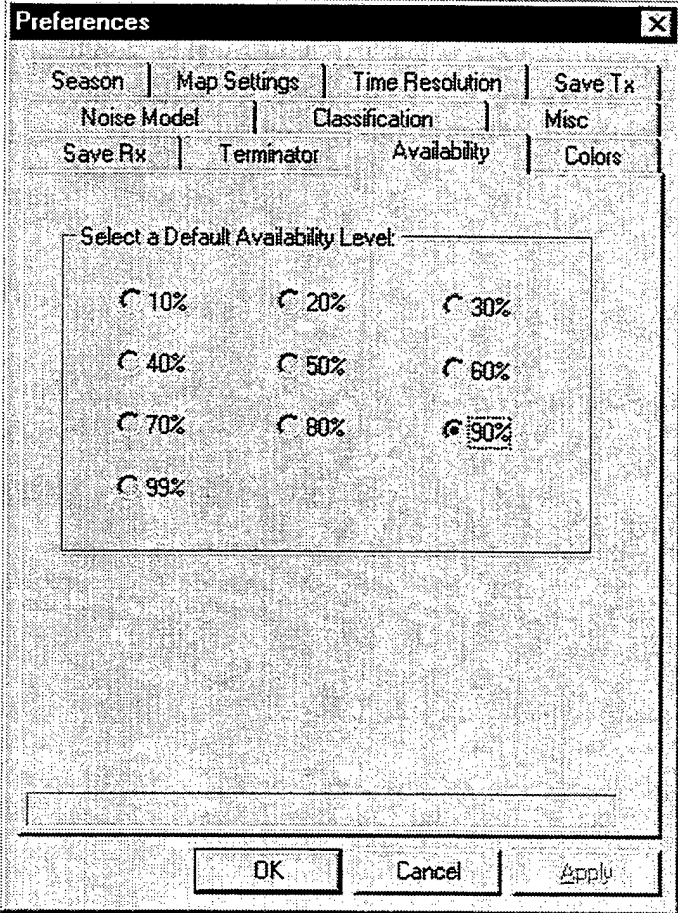 Preferences
Season Map Settings Time Resolution Save Tx
Noise Model Classification Misc
Save Rx Terminator Availability Colors
Select a Default Availability Level:
10% 20% 30%
40% 50% 60%
70% 80% 90%
99%
OK Cancel Apply